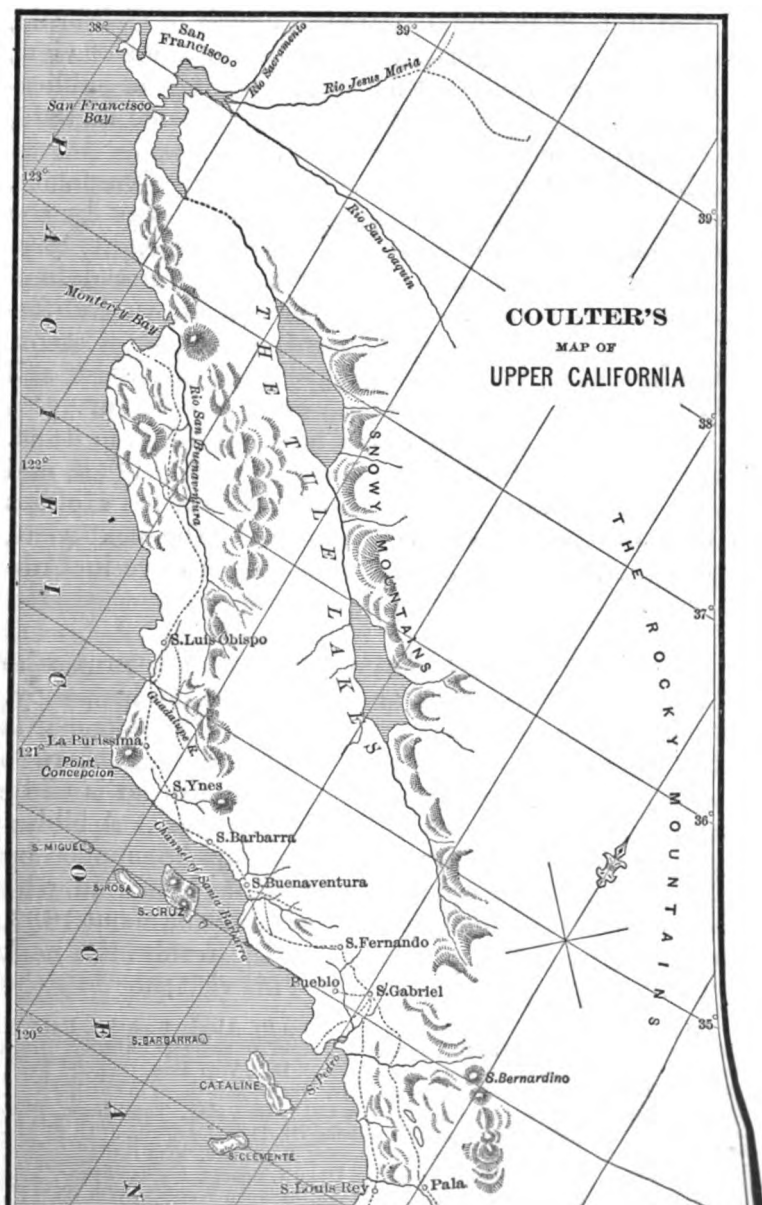 38°
San
Francisco
39°
Rio Sacramento
Rio Jesus Maria
San Francisco
Bay
123°
39°
Rio San Joaquin
PACIFIC OCEAN
Monterey Bay
THE TULE LAKES
COULTER'S
MAP OF
UPPER CALIFORNIA
Rio San Buenaventura
SNOWY MOUNTAINS
38°
122°
THE ROCKY MOUNTAINS
37°
S. Luis Obispo
Guadalupe R.
La Purissima
121°
Point
Concepcion
S. Ynes
36°
S. Barbarra
Channel of Santa Barbarra
S. MIGUEL
S. ROSA
S. CRUZ
S. Buenaventura
S. Fernando
Pueblo
S. Gabriel
35°
120°
S. BARBARRA
S. Pedro
CATALINE
S. Bernardino
S. CLEMENTE
S. Louis Rey
Pala